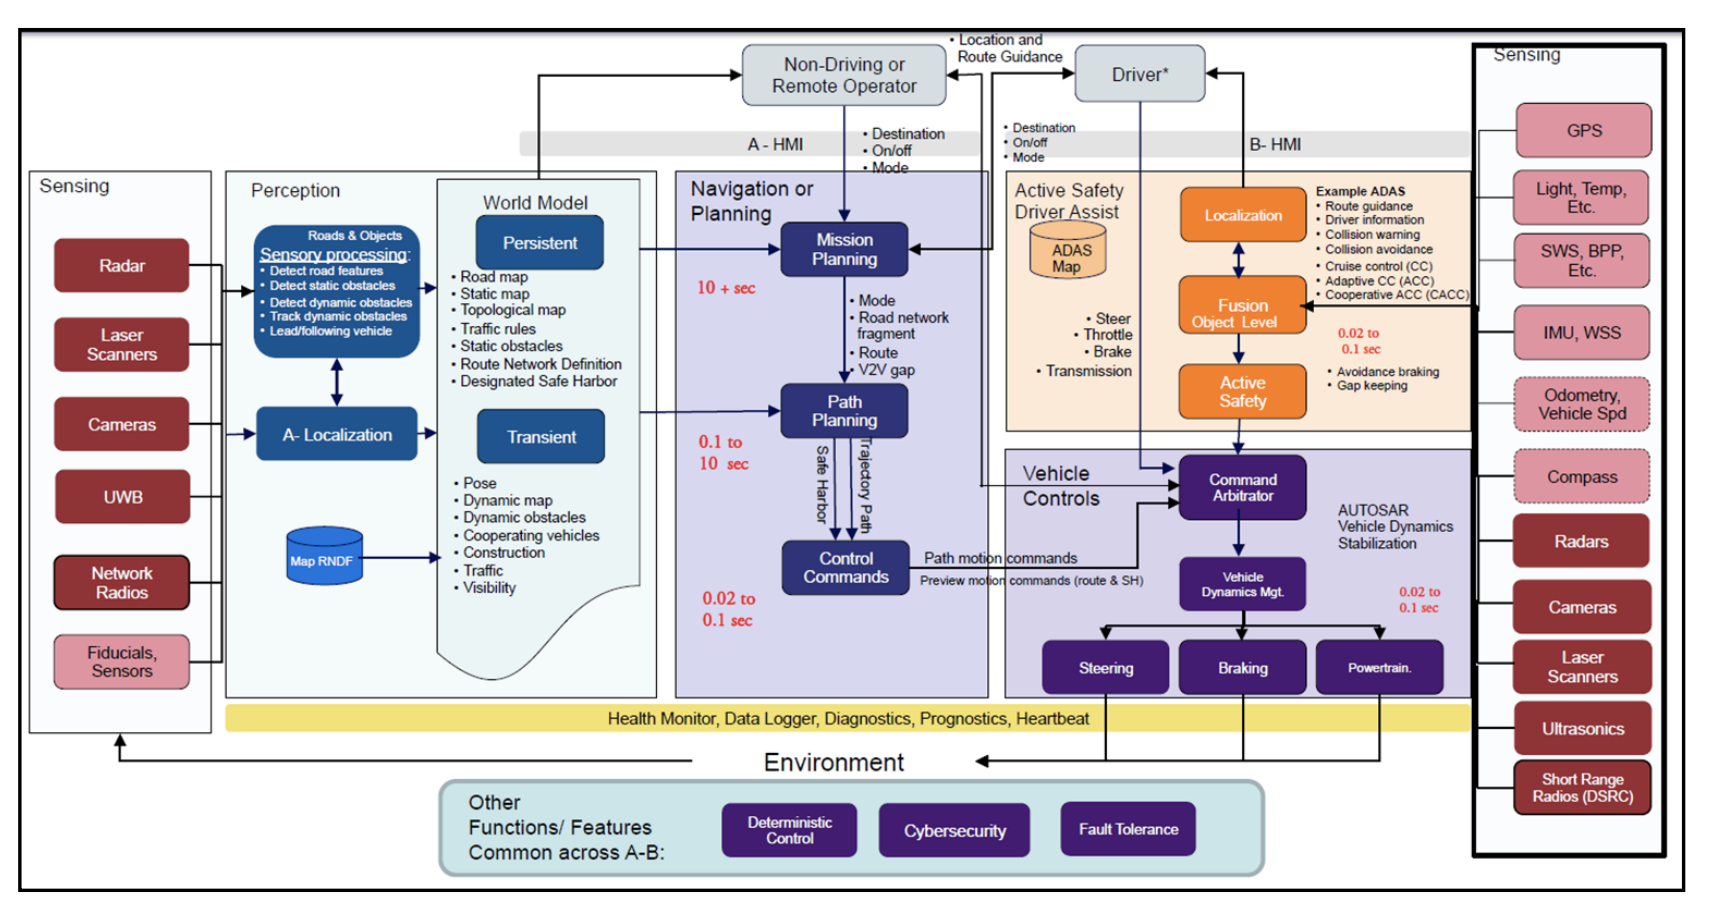 • Location and
Route Guidance
Non-Driving or
Remote Operator
Driver*
Sensing
• Destination
• On/off
• Mode
A - HMI
• Destination
• On/off
• Mode
B- HMI
Sensing
Radar
Laser
Scanners
Cameras
UWB
Network
Radios
Fiducials,
Sensors
Perception
Roads & Objects
Sensory processing:
• Detect road features
• Detect static obstacles
• Detect dynamic obstacles
• Track dynamic obstacles
• Lead/following vehicle
A- Localization
Map RNDF
World Model
Persistent
• Road map
• Static map
• Topological map
• Traffic rules
• Static obstacles
• Route Network Definition
• Designated Safe Harbor
Transient
• Pose
• Dynamic map
• Dynamic obstacles
• Cooperating vehicles
• Construction
• Traffic
• Visibility
Navigation or
Planning
Mission
Planning
10 + sec
• Mode
• Road network
fragment
• Route
• V2V gap
Path
Planning
0.1 to
10 sec
Safe Harbor
Trajectory Path
Control
Commands
0.02 to
0.1 sec
Path motion commands
Preview motion commands (route & SH)
Active Safety
Driver Assist
ADAS
Map
Localization
Example ADAS
• Route guidance
• Driver information
• Collision warning
• Collision avoidance
• Cruise control (CC)
• Adaptive CC (ACC)
• Cooperative ACC (CACC)
Fusion
Object Level
• Steer
• Throttle
• Brake
• Transmission
0.02 to
0.1 sec
Active
Safety
• Avoidance braking
• Gap keeping
Vehicle
Controls
Command
Arbitrator
AUTOSAR
Vehicle Dynamics
Stabilization
Vehicle
Dynamics Mgt.
0.02 to
0.1 sec
Steering
Braking
Powertrain.
GPS
Light, Temp,
Etc.
SWS, BPP,
Etc.
IMU, WSS
Odometry,
Vehicle Spd
Compass
Radars
Cameras
Laser
Scanners
Ultrasonics
Short Range
Radios (DSRC)
Health Monitor, Data Logger, Diagnostics, Prognostics, Heartbeat
Environment
Other
Functions/ Features
Common across A-B:
Deterministic
Control
Cybersecurity
Fault Tolerance